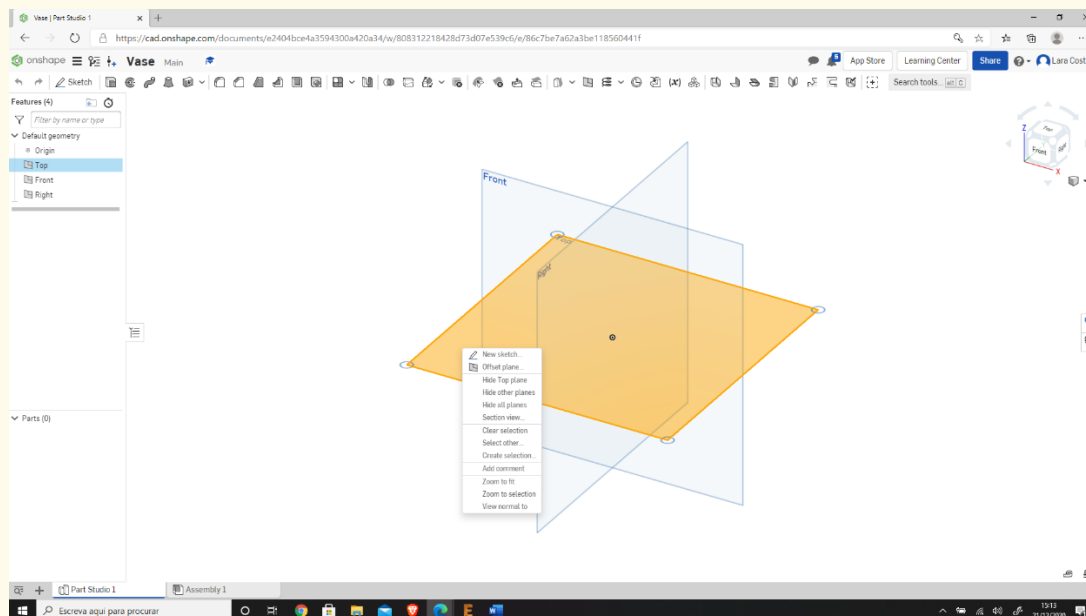 Vase | Part Studio 1
https://cad.onshape.com/documents/e2404bce4a3594300a420a34/w/808312218428d73d07e539c6/e/86c7be7a62a3be118560441f
onshape Vase Main
5
App Store
Learning Center
Share
Lara Cost
Sketch
Search tools...
alt C
Features (4)
Filter by name or type
Default geometry
Origin
Top
Front
Right
Parts (0)
Front
Right
New sketch...
Offset plane...
Hide Top plane
Hide other planes
Hide all planes
Section view...
Clear selection
Select other...
Create selection...
Add comment
Zoom to fit
Zoom to selection
View normal to
Z
Front
X
Part Studio 1
Assembly 1
Escreva aqui para procurar
15:13